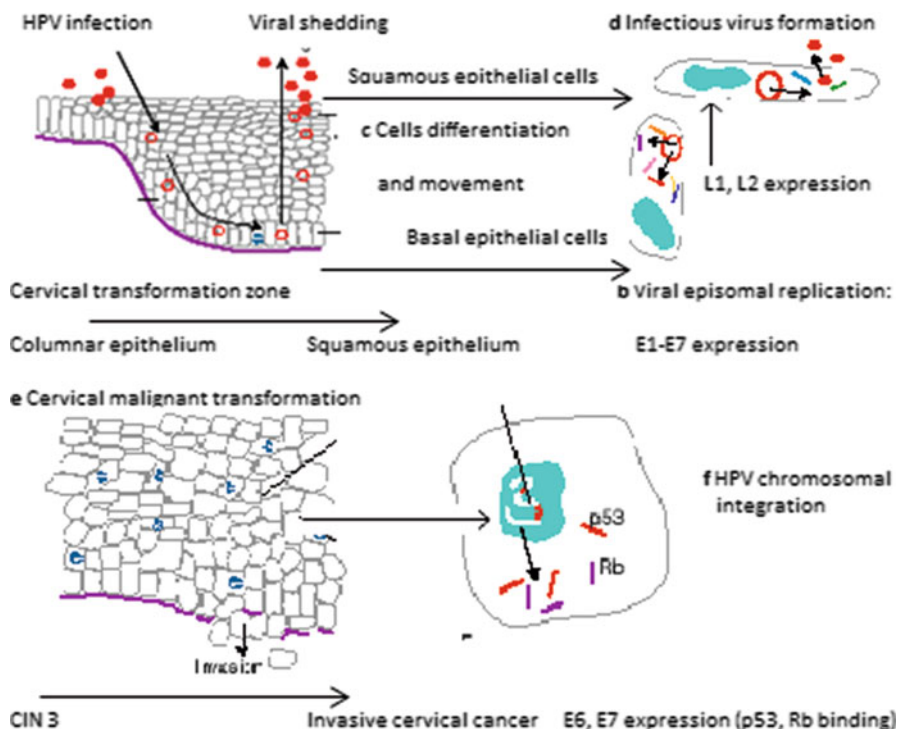 HPV infection
Viral shedding
d Infectious virus formation
Squamous epithelial cells
c Cells differentiation
and movement
L1, L2 expression
Basal epithelial cells
Cervical transformation zone
b Viral episomal replication:
Columnar epithelium
Squamous epithelium
E1-E7 expression
e Cervical malignant transformation
f HPV chromosomal
integration
p53
Rb
Invasion
CIN 3
Invasive cervical cancer
E6, E7 expression (p53, Rb binding)